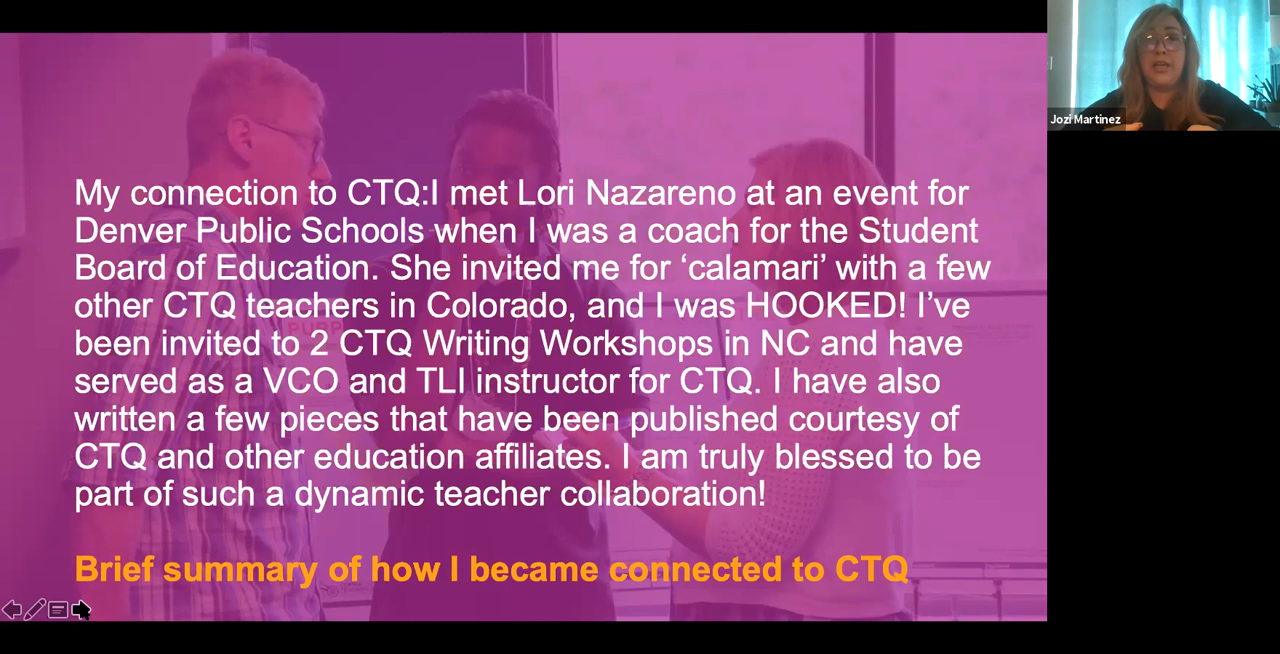 My connection to CTQ:I met Lori Nazareno at an event for
Denver Public Schools when I was a coach for the Student
Board of Education. She invited me for ‘calamari’ with a few
other CTQ teachers in Colorado, and I was HOOKED! I’ve
been invited to 2 CTQ Writing Workshops in NC and have
served as a VCO and TLI instructor for CTQ. I have also
written a few pieces that have been published courtesy of
CTQ and other education affiliates. I am truly blessed to be
part of such a dynamic teacher collaboration!
Brief summary of how I became connected to CTQ
Jozi Martinez